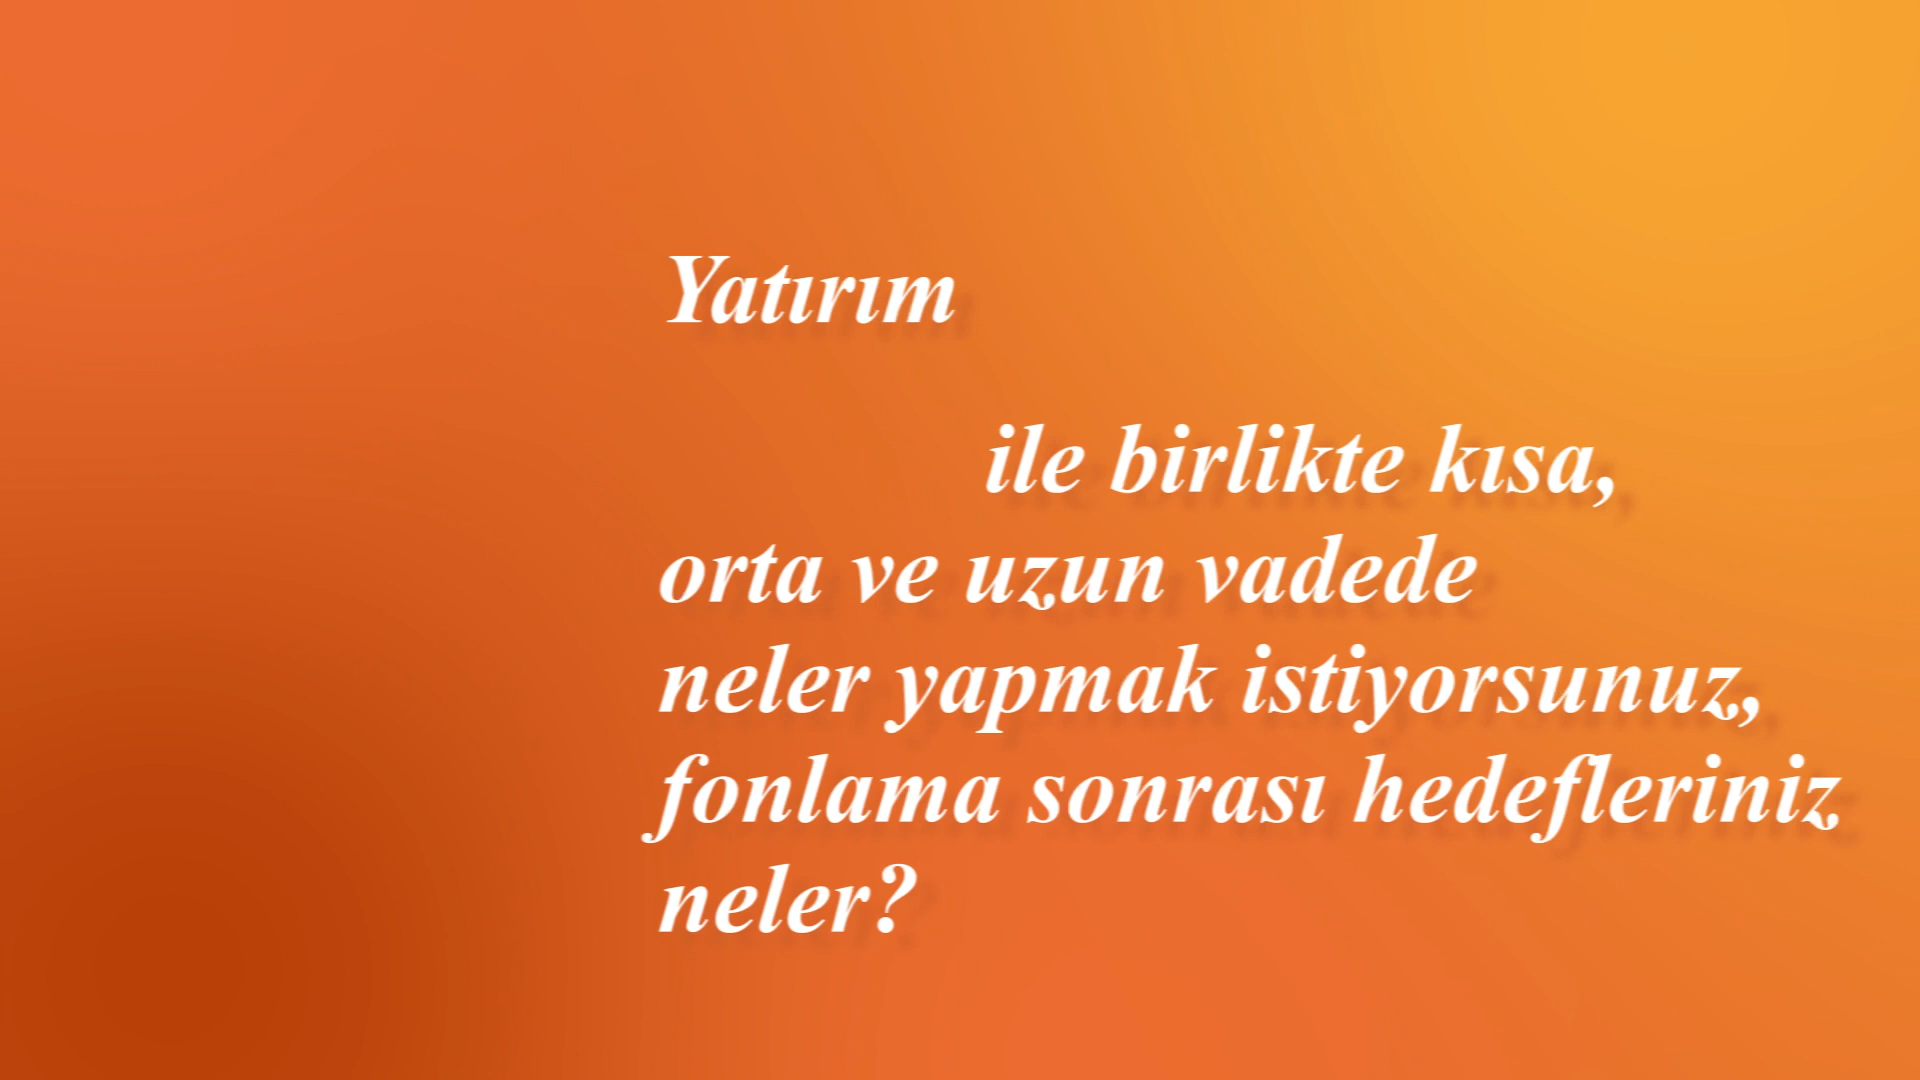 Yatırım
ile birlikte kısa,
orta ve uzun vadede
neler yapmak istiyorsunuz,
fonlama sonrası hedefleriniz
neler?